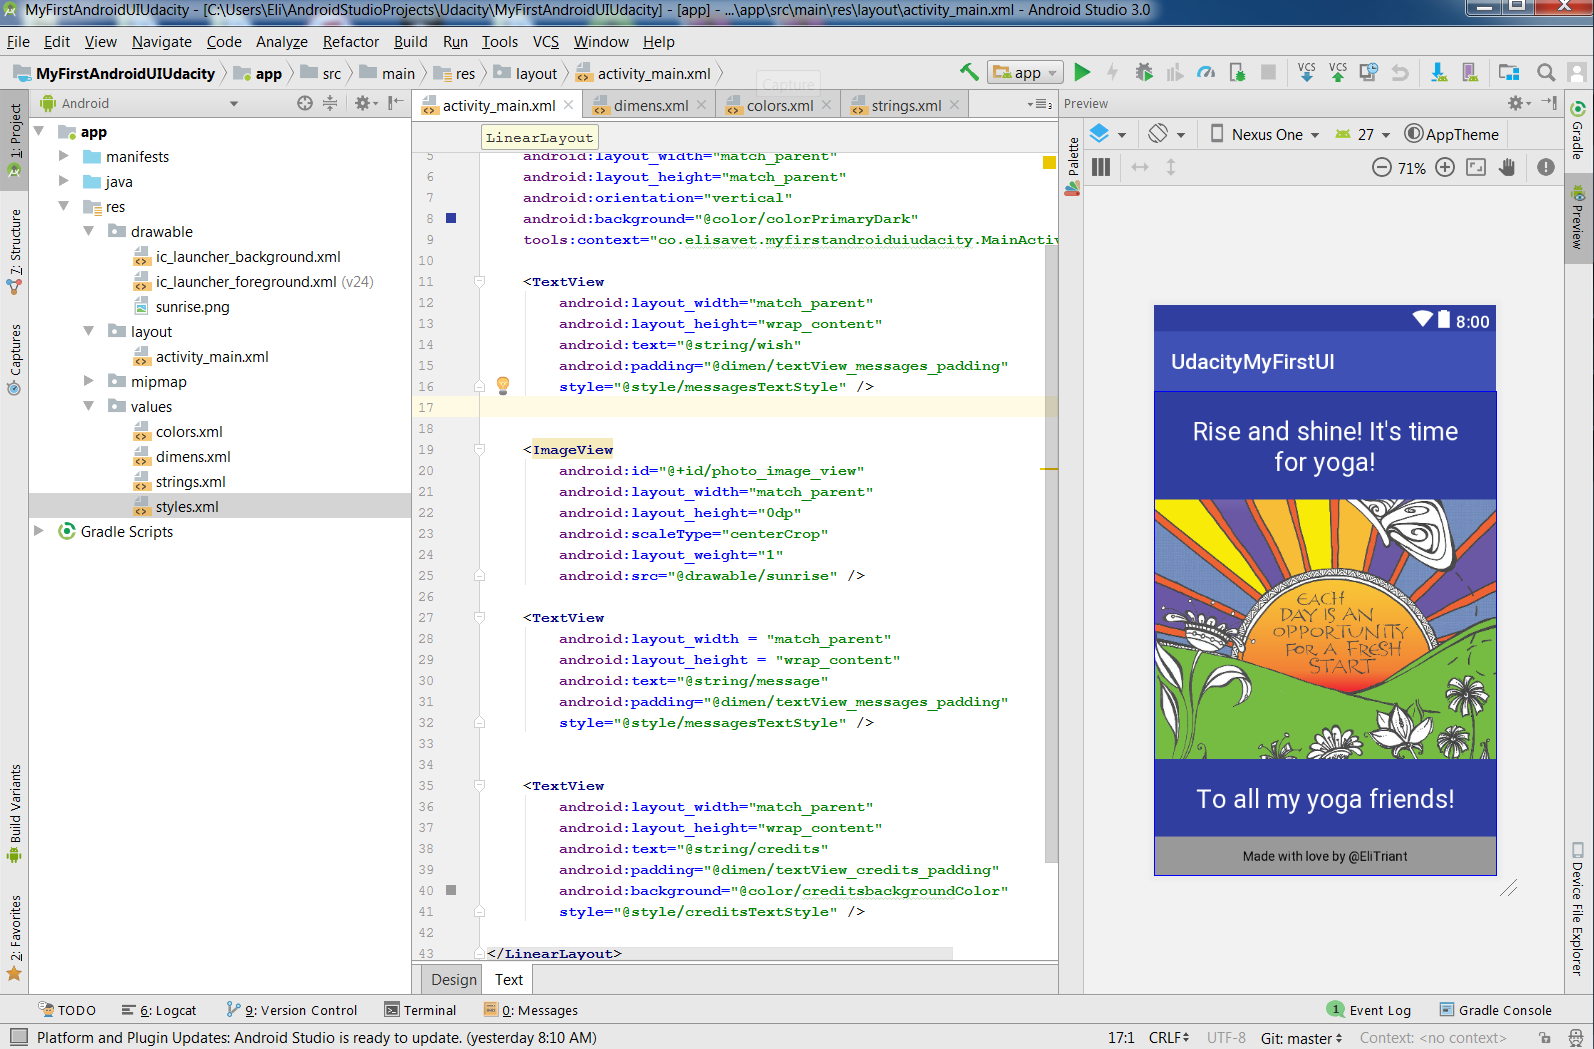 MyFirstAndroidUIUdacity - [C:\Users\Eli\AndroidStudioProjects\Udacity\MyFirstAndroidUIUdacity] - [app] - ...\app\src\main\res\layout\activity_main.xml - Android Studio 3.0
File Edit View Navigate Code Analyze Refactor Build Run Tools VCS Window Help
MyFirstAndroidUIUdacity app src main res layout activity_main.xml Capture app VCS VCS
1: Project
7: Structure
Captures
Build Variants
2: Favorites
Android
app
manifests
java
res
drawable
ic_launcher_background.xml
ic_launcher_foreground.xml (v24)
sunrise.png
layout
activity_main.xml
mipmap
values
colors.xml
dimens.xml
strings.xml
styles.xml
Gradle Scripts
activity_main.xml dimens.xml colors.xml strings.xml 3
LinearLayout
5 android:layout_width="match_parent"
6 android:layout_height="match_parent"
7 android:orientation="vertical"
8 android:background="@color/colorPrimaryDark"
9 tools:context="co.elisavet.myfirstandroiduiudacity.MainActiv
10
11 <TextView
12 android:layout_width="match_parent"
13 android:layout_height="wrap_content"
14 android:text="@string/wish"
15 android:padding="@dimen/textView_messages_padding"
16 style="@style/messagesTextStyle" />
17
18
19 <ImageView
20 android:id="@+id/photo_image_view"
21 android:layout_width="match_parent"
22 android:layout_height="0dp"
23 android:scaleType="centerCrop"
24 android:layout_weight="1"
25 android:src="@drawable/sunrise" />
26
27 <TextView
28 android:layout_width = "match_parent"
29 android:layout_height = "wrap_content"
30 android:text="@string/message"
31 android:padding="@dimen/textView_messages_padding"
32 style="@style/messagesTextStyle" />
33
34
35 <TextView
36 android:layout_width="match_parent"
37 android:layout_height="wrap_content"
38 android:text="@string/credits"
39 android:padding="@dimen/textView_credits_padding"
40 android:background="@color/creditsbackgroundColor"
41 style="@style/creditsTextStyle" />
42
43 </LinearLayout>
Design Text
Preview
Palette
Nexus One 27 AppTheme
71%
8:00
UdacityMyFirstUI
Rise and shine! It's time
for yoga!
EACH
DAY IS AN
OPPORTUNITY
FOR A FRESH
START
To all my yoga friends!
Made with love by @EliTriant
Gradle
Preview
Device File Explorer
TODO 6: Logcat 9: Version Control Terminal 0: Messages 1 Event Log Gradle Console
Platform and Plugin Updates: Android Studio is ready to update. (yesterday 8:10 AM) 17:1 CRLF UTF-8 Git: master Context: <no context>